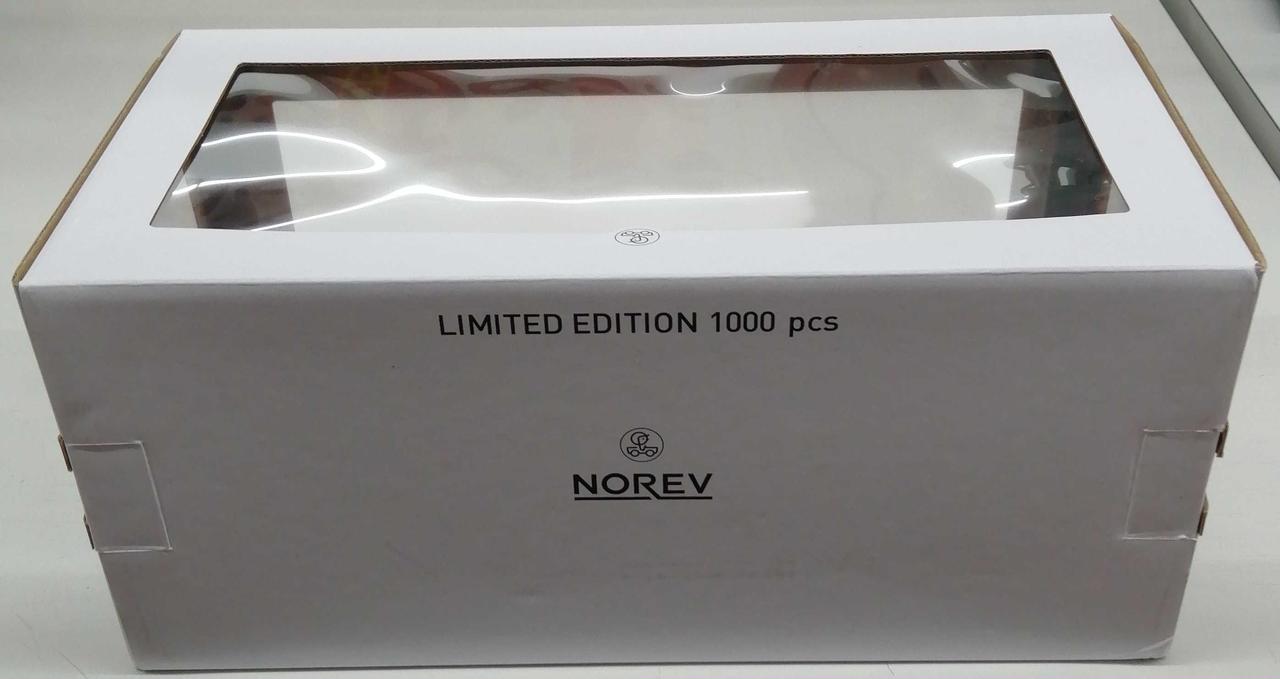 LIMITED EDITION 1000 pcs
NOREV